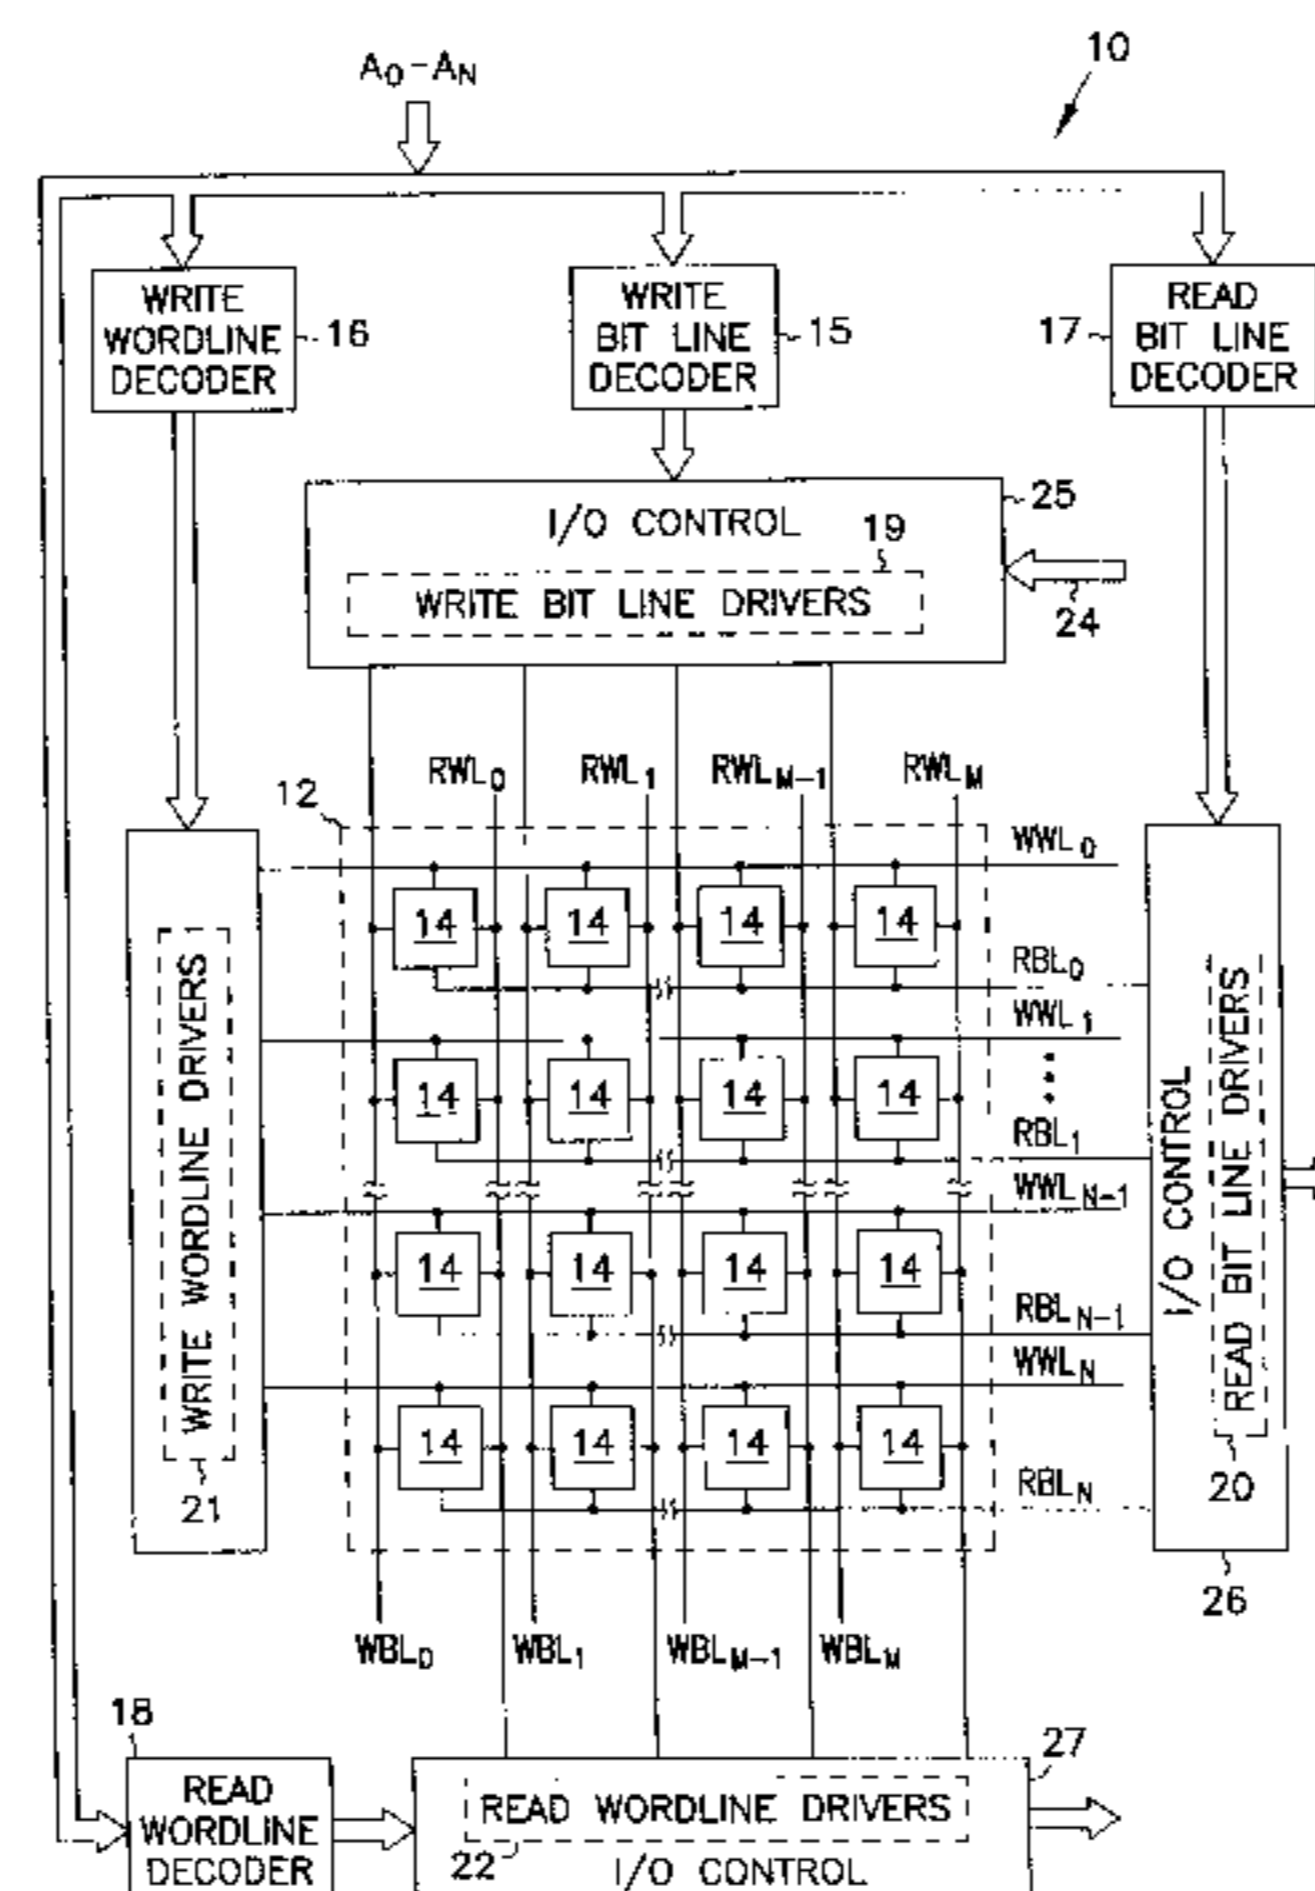 A0-AN
10
WRITE
WORDLINE
DECODER
16
WRITE
BIT LINE
DECODER
15
17
READ
BIT LINE
DECODER
I/O CONTROL
25
19
WRITE BIT LINE DRIVERS
24
RWL0
RWL1
RWLM-1
RWLM
12
WWL0
14 14 14 14
RBL0
WWL1
14 14 14 14
RBL1
WWLN-1
14 14 14 14
RBLN-1
WWLN
14 14 14 14
RBLN
WRITE WORDLINE DRIVERS
21
I/O CONTROL
READ BIT LINE DRIVERS
20
26
WBL0
WBL1
WBLM-1
WBLM
18
READ
WORDLINE
DECODER
27
READ WORDLINE DRIVERS
22
I/O CONTROL